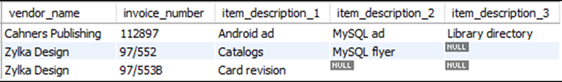 vendor_name invoice_number item_description_1 item_description_2 item_description_3
Cahners Publishing 112897 Android ad MySQL ad Library directory
Zylka Design 97/552 Catalogs MySQL flyer NULL
Zylka Design 97/553B Card revision NULL NULL